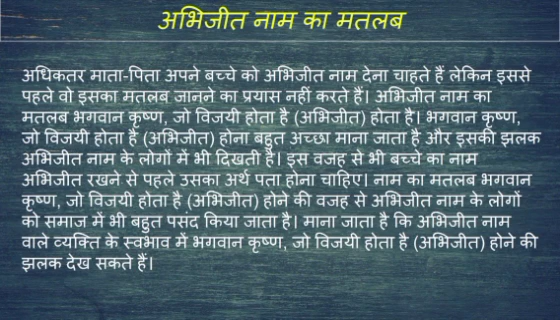 अभिजीत नाम का मतलब
अधिकतर माता-पिता अपने बच्चे को अभिजीत नाम देना चाहते हैं लेकिन इससे
पहले वो इसका मतलब जानने का प्रयास नहीं करते हैं। अभिजीत नाम का
मतलब भगवान कृष्ण, जो विजयी होता है (अभिजीत) होता है। भगवान कृष्ण,
जो विजयी होता है (अभिजीत) होना बहुत अच्छा माना जाता है और इसकी झलक
अभिजीत नाम के लोगों में भी दिखती है। इस वजह से भी बच्चे का नाम
अभिजीत रखने से पहले उसका अर्थ पता होना चाहिए। नाम का मतलब भगवान
कृष्ण, जो विजयी होता है (अभिजीत) होने की वजह से अभिजीत नाम के लोगों
को समाज में भी बहुत पसंद किया जाता है। माना जाता है कि अभिजीत नाम
वाले व्यक्ति के स्वभाव में भगवान कृष्ण, जो विजयी होता है (अभिजीत) होने की
झलक देख सकते हैं।